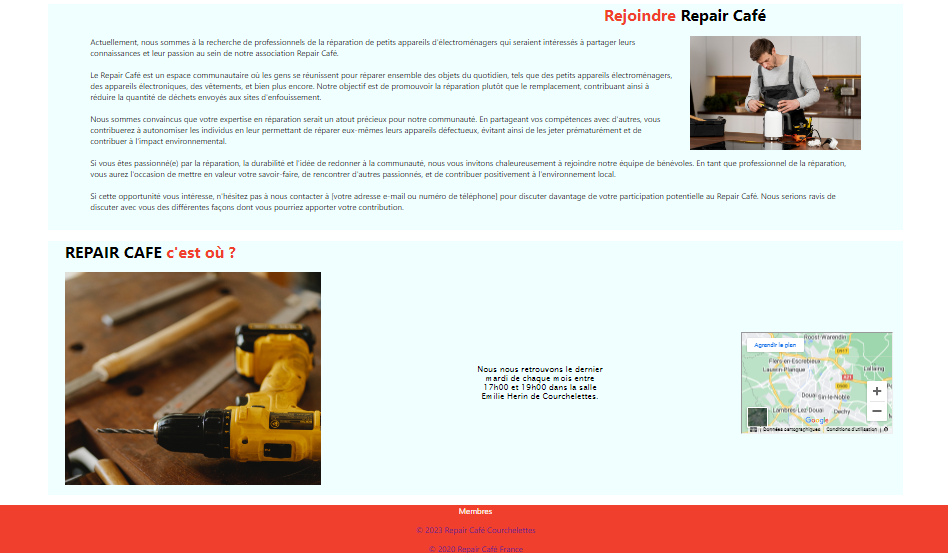 Rejoindre Repair Café
Actuellement, nous sommes à la recherche de professionnels de la réparation de petits appareils d'électroménagers qui seraient intéressés à partager leurs
connaissances et leur passion au sein de notre association Repair Café.
Le Repair Café est un espace communautaire où les gens se réunissent pour réparer ensemble des objets du quotidien, tels que des petits appareils électroménagers,
des appareils électroniques, des vêtements, et bien plus encore. Notre objectif est de promouvoir la réparation plutôt que le remplacement, contribuant ainsi à
réduire la quantité de déchets envoyés aux sites d'enfouissement.
Nous sommes convaincus que votre expertise en réparation serait un atout précieux pour notre communauté. En partageant vos compétences avec d'autres, vous
contribuerez à autonomiser les individus en leur permettant de réparer eux-mêmes leurs appareils défectueux, évitant ainsi de les jeter prématurément et de
contribuer à l'impact environnemental.
Si vous êtes passionné(e) par la réparation, la durabilité et l'idée de redonner à la communauté, nous vous invitons chaleureusement à rejoindre notre équipe de bénévoles. En tant que professionnel de la réparation,
vous aurez l'occasion de mettre en valeur votre savoir-faire, de rencontrer d'autres passionnés, et de contribuer positivement à l'environnement local.
Si cette opportunité vous intéresse, n'hésitez pas à nous contacter à [votre adresse e-mail ou numéro de téléphone] pour discuter davantage de votre participation potentielle au Repair Café. Nous serions ravis de
discuter avec vous des différentes façons dont vous pourriez apporter votre contribution.
REPAIR CAFE c'est où ?
Nous nous retrouvons le dernier
mardi de chaque mois entre
17h00 et 19h00 dans la salle
Emilie Herin de Courchelettes.
Roost-Warendin
Agrandir le plan
D917
Flers-en-Escrebieux
Lauwin-Planque
Lallaing
A21
Douai
Sin-le-Noble
Lambres-Lez-Douai
Dechy
Google
Données cartographiques
Conditions d'utilisation
Membres
© 2023 Repair Café Courchelettes
© 2020 Repair Café France